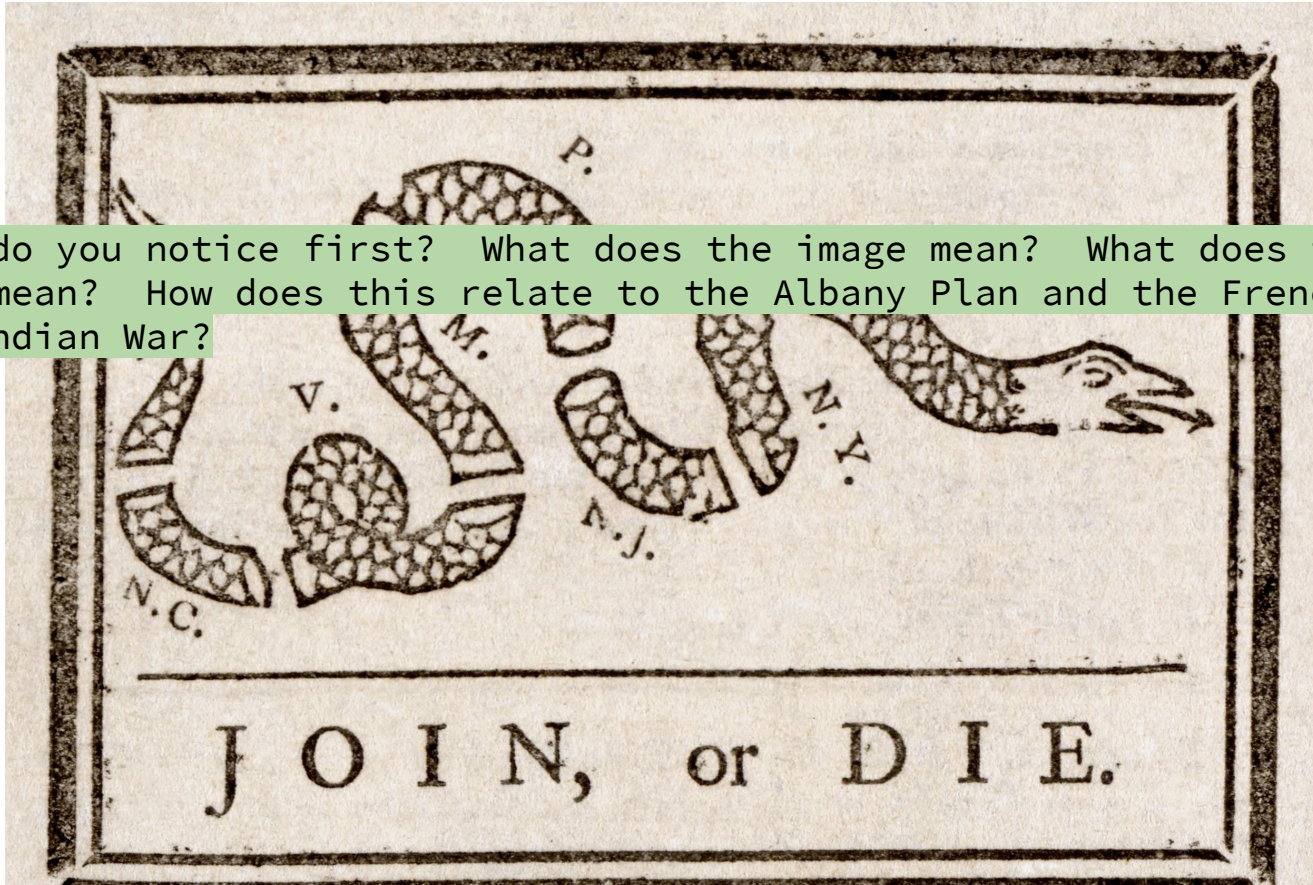 P.
do you notice first? What does the image mean? What does
mean? How does this relate to the Albany Plan and the
Indian War?
M.
V.
N.Y.
N.J.
N.C.
JOIN, or DIE.